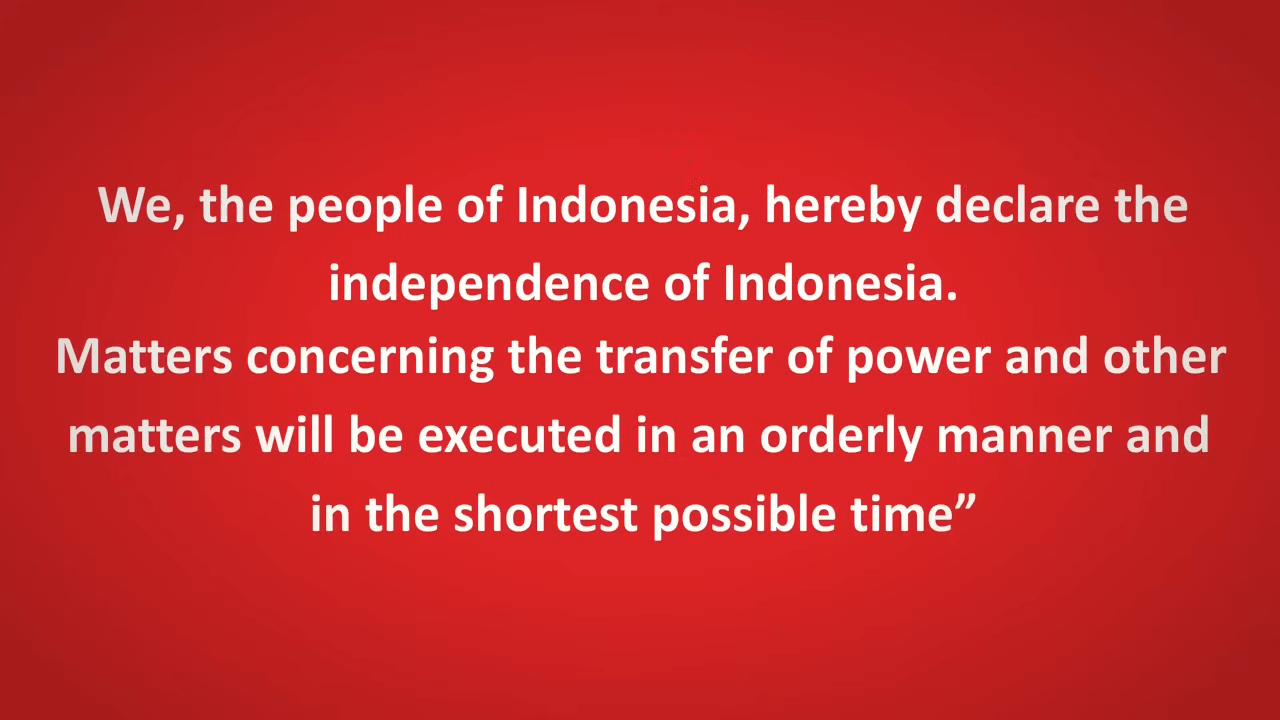 We, the people of Indonesia, hereby declare the
independence of Indonesia.
Matters concerning the transfer of power and other
matters will be executed in an orderly manner and
in the shortest possible time”